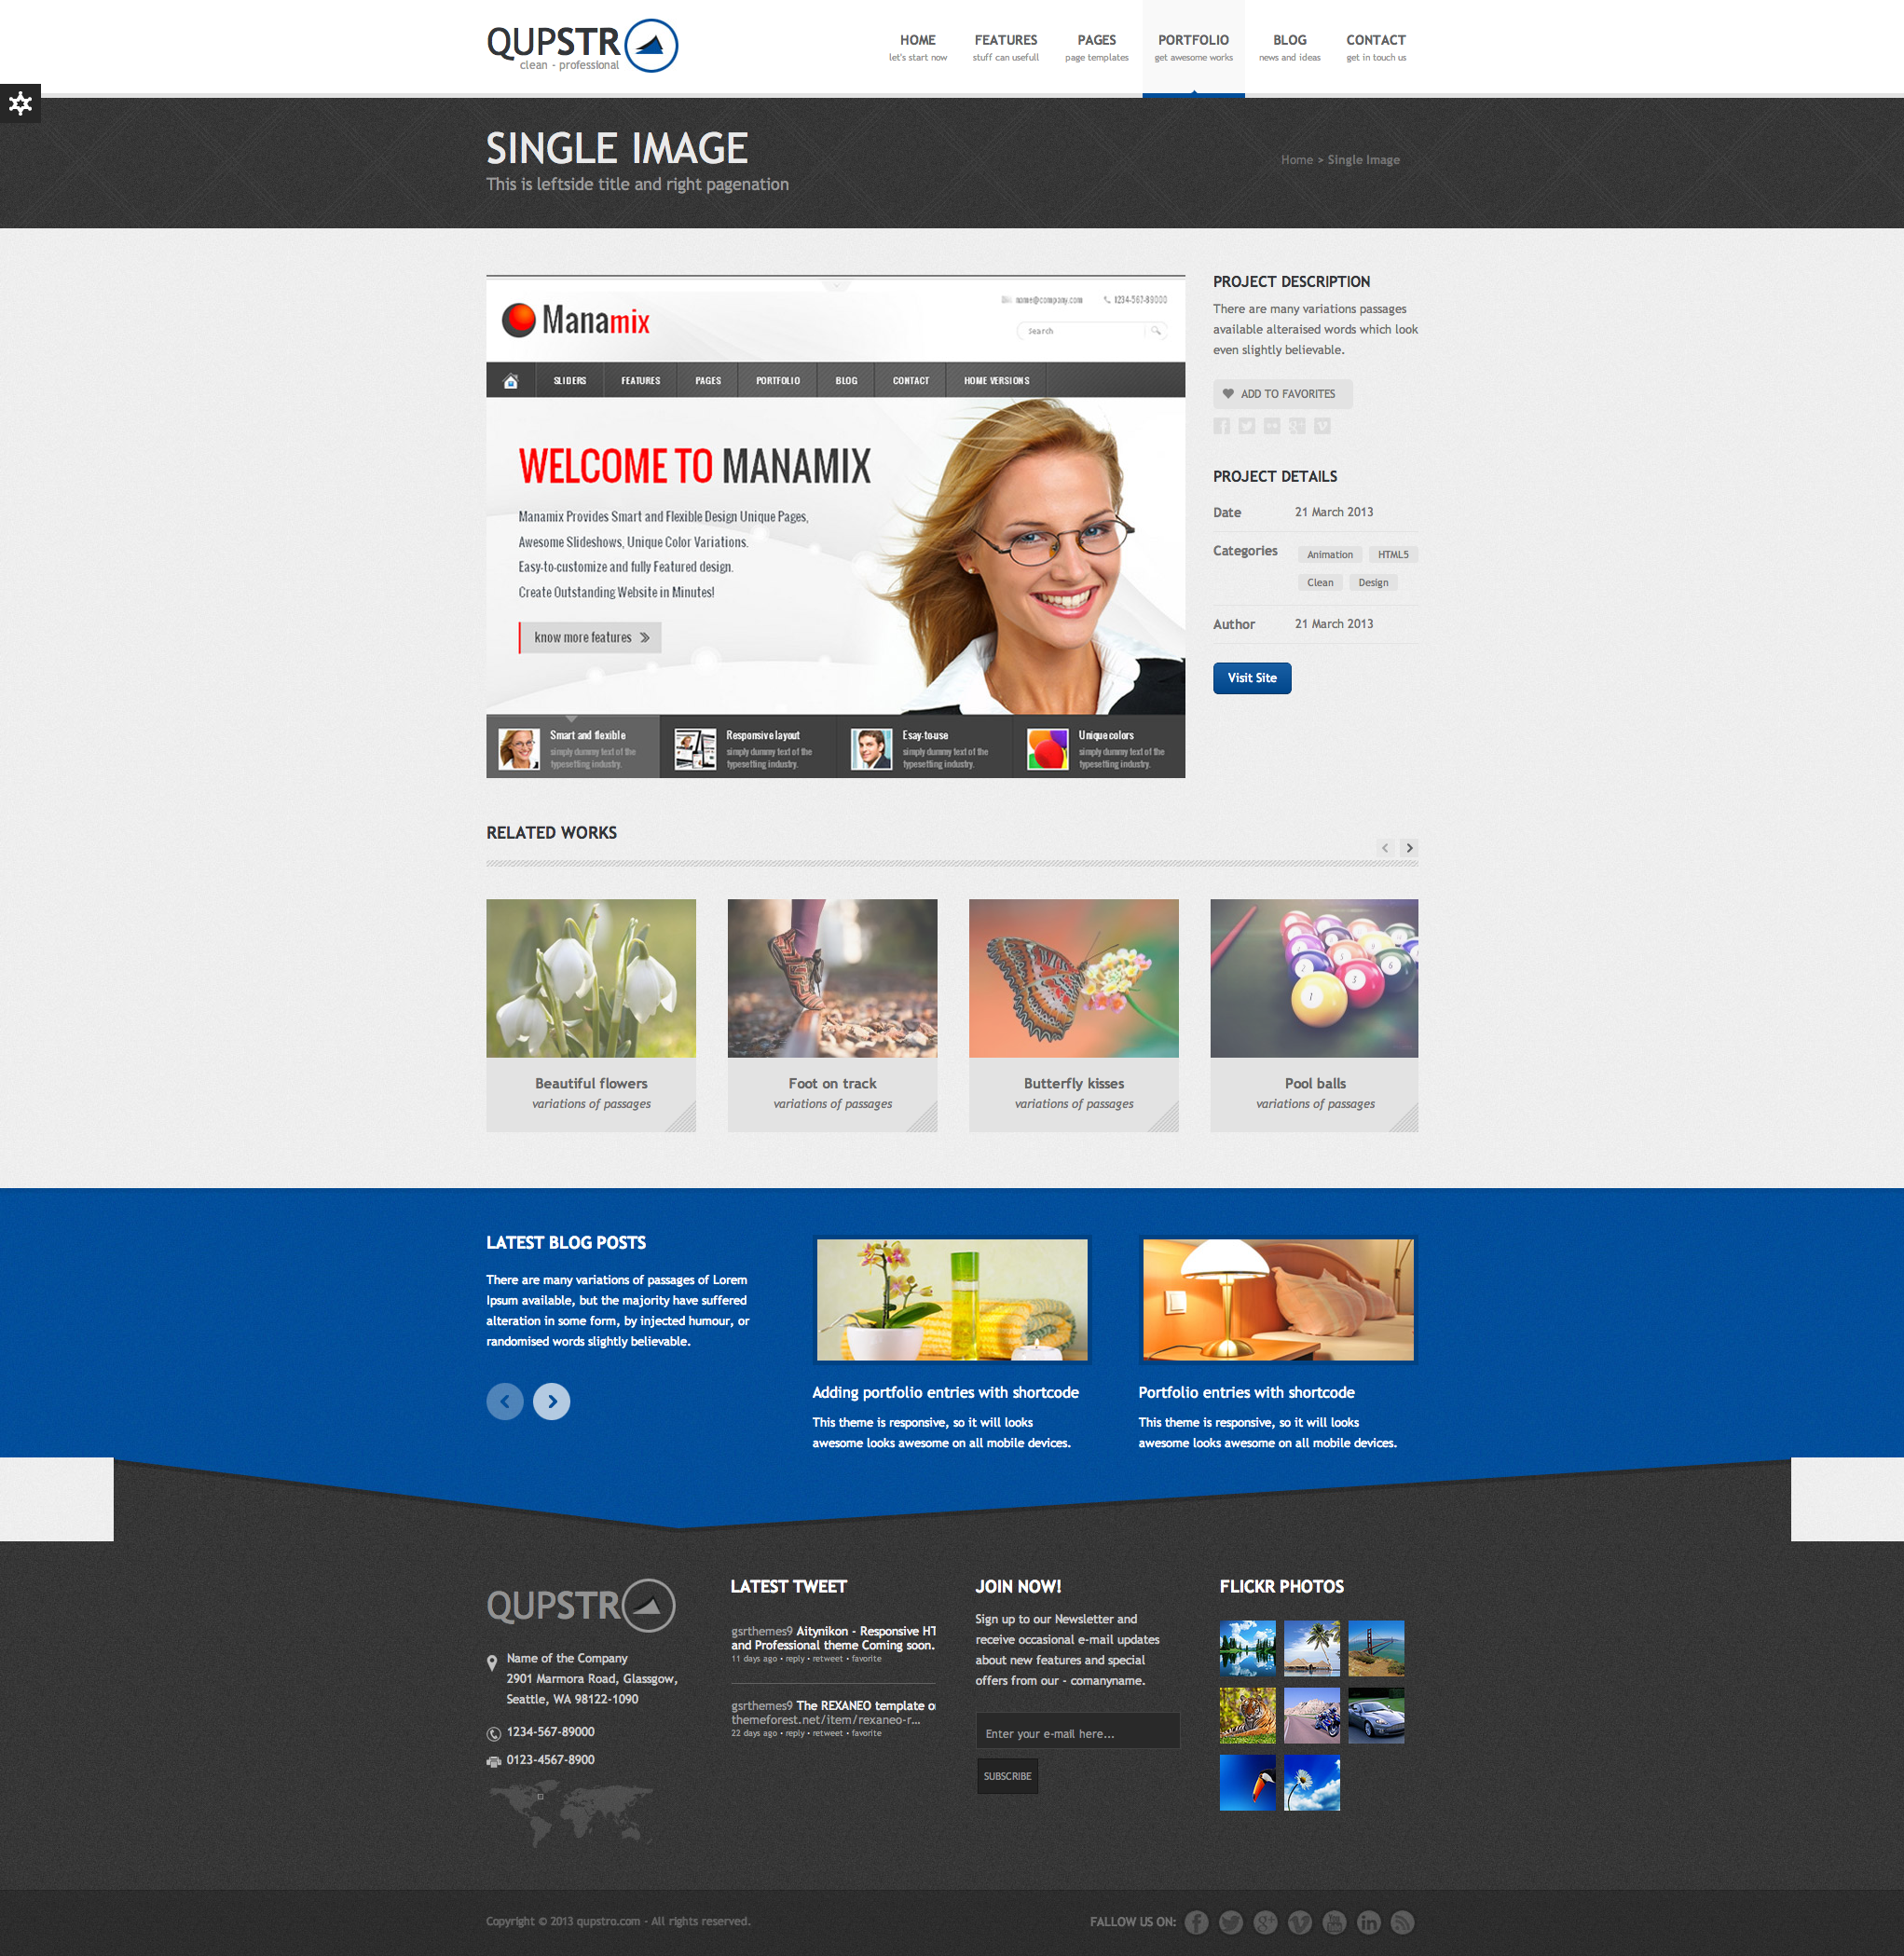 QUPSTRO
clean - professional
HOME
let's start now
FEATURES
stuff can usefull
PAGES
page templates
PORTFOLIO
get awesome works
BLOG
news and ideas
CONTACT
get in touch us
SINGLE IMAGE
This is leftside title and right pagenation
Home > Single Image
Manamix
name@company.com
1234-567-89000
Search
SLIDERS
FEATURES
PAGES
PORTFOLIO
BLOG
CONTACT
HOME VERSIONS
WELCOME TO MANAMIX
Manamix Provides Smart and Flexible Design Unique Pages,
Awesome Slideshows, Unique Color Variations.
Easy-to-customize and fully Featured design.
Create Outstanding Website in Minutes!
know more features
Smart and flexible
simply dummy text of the
typesetting industry.
Responsive layout
simply dummy text of the
typesetting industry.
Esay-to-use
simply dummy text of the
typesetting industry.
Unique colors
simply dummy text of the
typesetting industry.
PROJECT DESCRIPTION
There are many variations passages
available alteraised words which look
even slightly believable.
ADD TO FAVORITES
PROJECT DETAILS
Date 21 March 2013
Categories Animation HTML5
Clean Design
Author 21 March 2013
Visit Site
RELATED WORKS
Beautiful flowers
variations of passages
Foot on track
variations of passages
Butterfly kisses
variations of passages
Pool balls
variations of passages
LATEST BLOG POSTS
There are many variations of passages of Lorem
Ipsum available, but the majority have suffered
alteration in some form, by injected humour, or
randomised words slightly believable.
Adding portfolio entries with shortcode
This theme is responsive, so it will looks
awesome looks awesome on all mobile devices.
Portfolio entries with shortcode
This theme is responsive, so it will looks
awesome looks awesome on all mobile devices.
QUPSTRO
Name of the Company
2901 Marmora Road, Glassgow,
Seattle, WA 98122-1090
1234-567-89000
0123-4567-8900
LATEST TWEET
gsrthemes9 Aitynikon - Responsive HT
and Professional theme Coming soon.
11 days ago • reply • retweet • favorite
gsrthemes9 The REXANEO template o
themeforest.net/item/rexaneo-r...
22 days ago • reply • retweet • favorite
JOIN NOW!
Sign up to our Newsletter and
receive occasional e-mail updates
about new features and special
offers from our - comanyname.
Enter your e-mail here...
SUBSCRIBE
FLICKR PHOTOS
Copyright © 2013 qupstro.com - All rights reserved.
FOLLOW US ON: